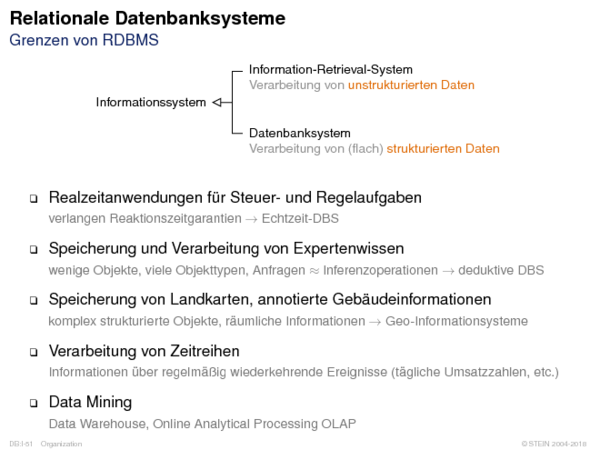 Relationale Datenbanksysteme
Grenzen von RDBMS
Information-Retrieval-System
Verarbeitung von unstrukturierten Daten
Informationssystem
Datenbanksystem
Verarbeitung von (flach) strukturierten Daten
❑ Realzeitanwendungen für Steuer- und Regelaufgaben
verlangen Reaktionszeitgarantien → Echtzeit-DBS
❑ Speicherung und Verarbeitung von Expertenwissen
wenige Objekte, viele Objekttypen, Anfragen ≈ Inferenzoperationen → deduktive DBS
❑ Speicherung von Landkarten, annotierte Gebäudeinformationen
komplex strukturierte Objekte, räumliche Informationen → Geo-Informationsysteme
❑ Verarbeitung von Zeitreihen
Informationen über regelmäßig wiederkehrende Ereignisse (tägliche Umsatzzahlen, etc.)
❑ Data Mining
Data Warehouse, Online Analytical Processing OLAP
DB:I-61 Organization © STEIN 2004-2018